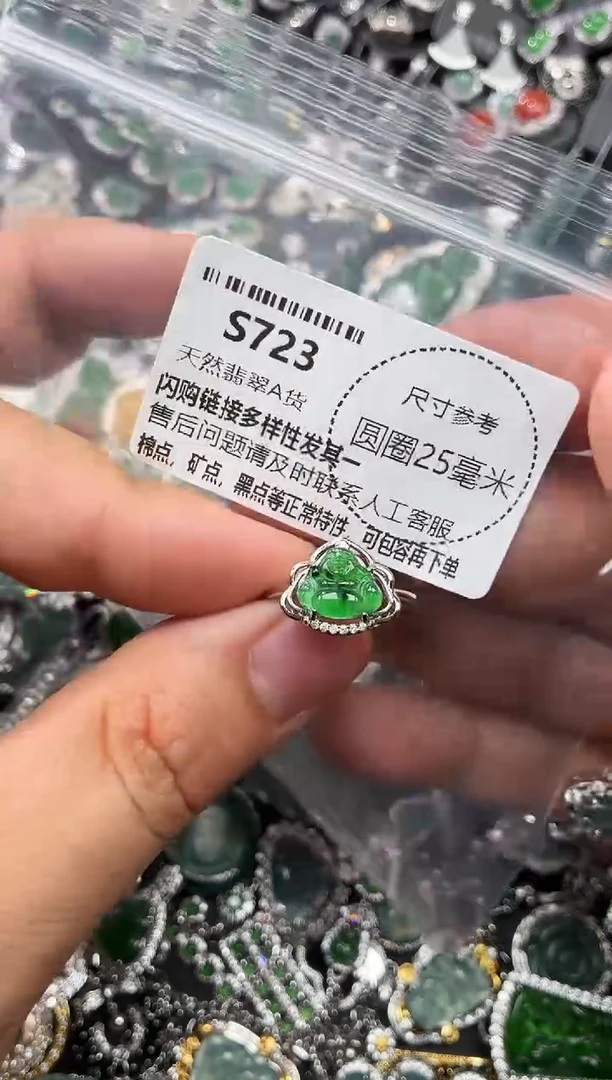 S723
天然翡翠A货
闪购链接多样性发其一
售后问题请及时联系人工客服
棉点，矿点，黑点等正常特性，可包容再下单
尺寸参考
圆圈25毫米